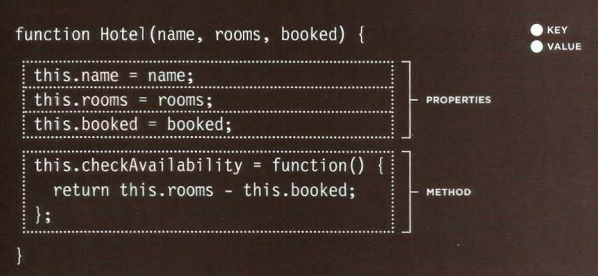 function Hotel(name, rooms, booked) {
KEY
VALUE
this.name = name;
this.rooms = rooms;
this.booked = booked;
PROPERTIES
this.checkAvailability = function() {
return this.rooms - this.booked;
};
METHOD
}